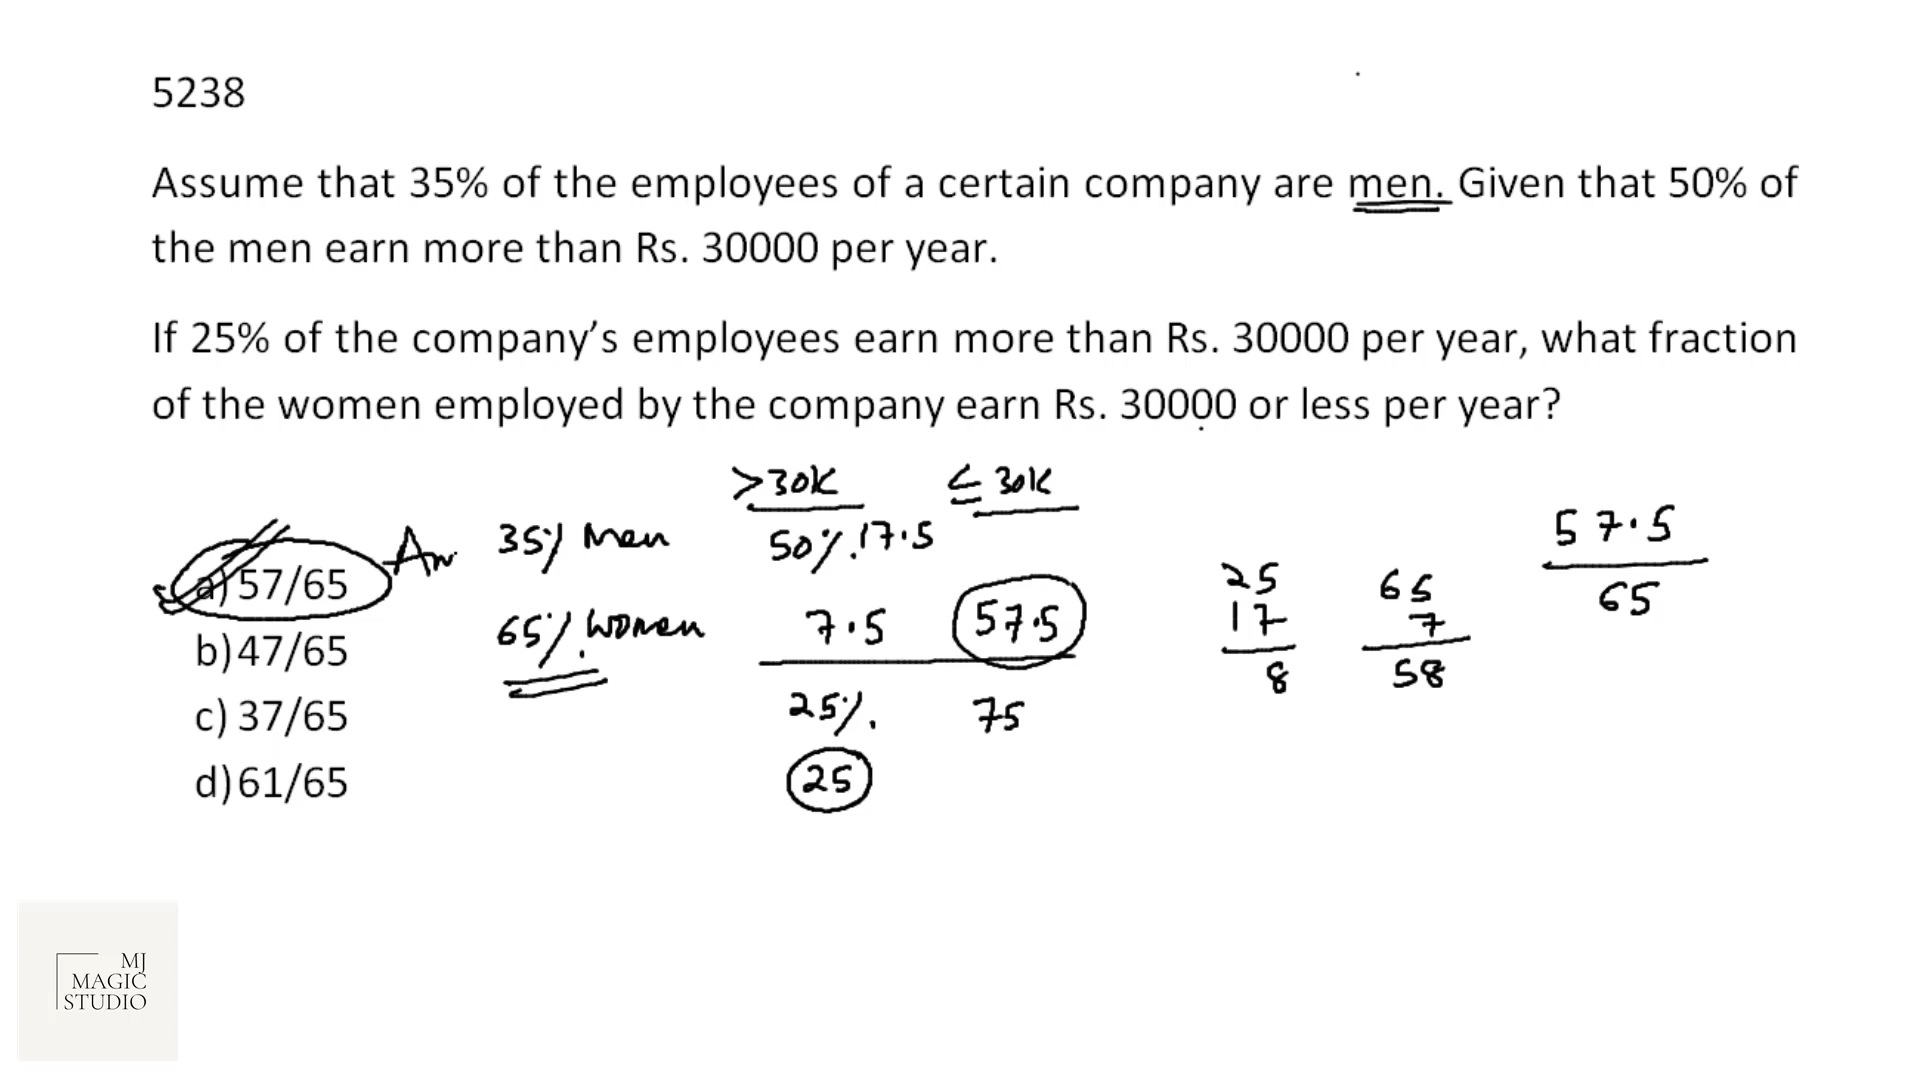 5238
Assume that 35% of the employees of a certain company are men. Given that 50% of
the men earn more than Rs. 30000 per year.
If 25% of the company’s employees earn more than Rs. 30000 per year, what fraction
of the women employed by the company earn Rs. 30000 or less per year?
>30K ≤ 30K
a) 57/65 An 35% Men 50% 17.5
b) 47/65 65% women 7.5 57.5
c) 37/65 25% 75
d) 61/65 25
25
17
8
65
7
58
57.5
65
MJ
MAGIC
STUDIO